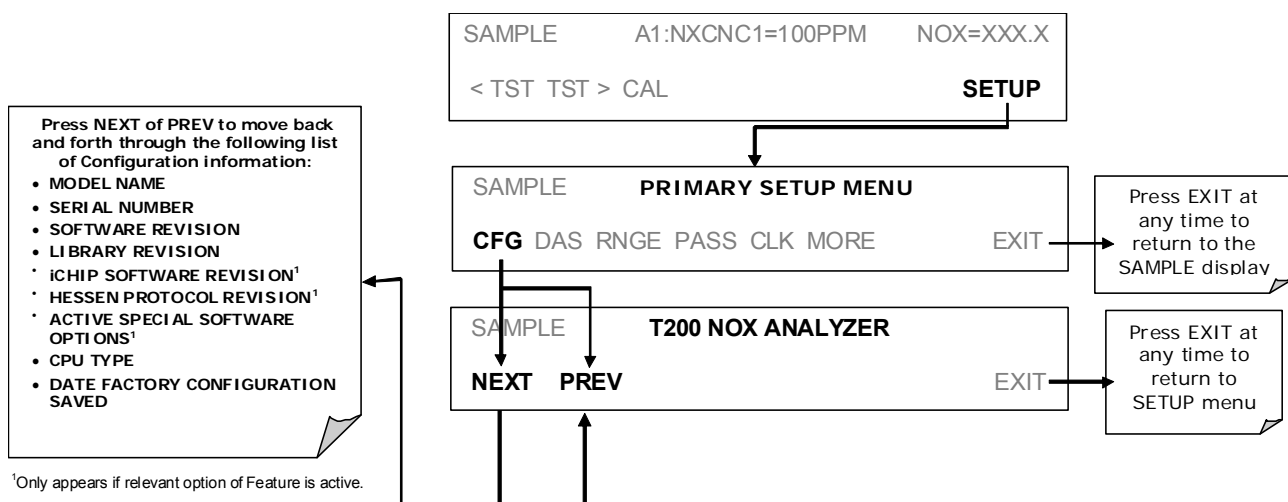 SAMPLE A1:NXCNC1=100PPM NOX=XXX.X
< TST TST > CAL SETUP
Press NEXT of PREV to move back
and forth through the following list
of Configuration information:
• MODEL NAME
• SERIAL NUMBER
• SOFTWARE REVISION
• LIBRARY REVISION
• iCHIP SOFTWARE REVISION¹
• HESSEN PROTOCOL REVISION¹
• ACTIVE SPECIAL SOFTWARE
OPTIONS¹
• CPU TYPE
• DATE FACTORY CONFIGURATION
SAVED
¹Only appears if relevant option of Feature is active.
SAMPLE PRIMARY SETUP MENU
CFG DAS RNGE PASS CLK MORE EXIT
Press EXIT at
any time to
return to the
SAMPLE display
SAMPLE T200 NOX ANALYZER
NEXT PREV EXIT
Press EXIT at
any time to
return to
SETUP menu